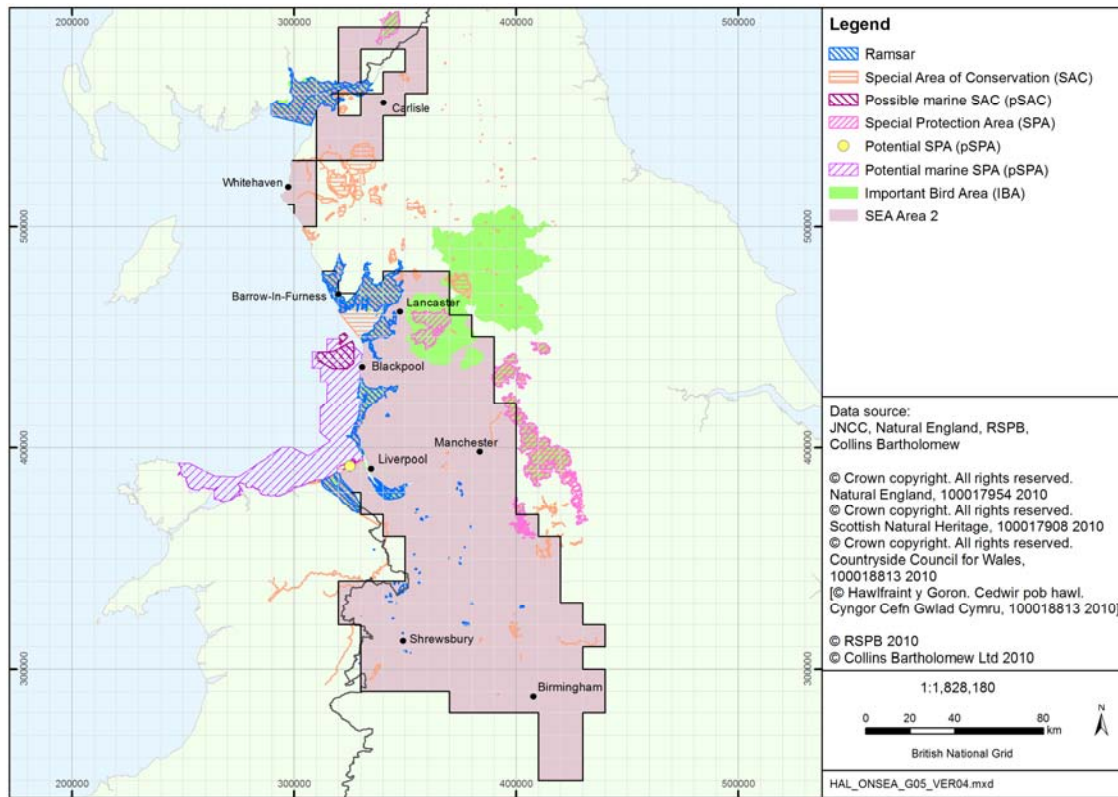 200000
300000
400000
500000
Legend
Ramsar
Special Area of Conservation (SAC)
Possible marine SAC (pSAC)
Special Protection Area (SPA)
Potential SPA (pSPA)
Potential marine SPA (pSPA)
Important Bird Area (IBA)
SEA Area 2
Carlisle
Whitehaven
500000
500000
Barrow-In-Furness
Lancaster
Blackpool
Manchester
400000
400000
Liverpool
Shrewsbury
300000
300000
Birmingham
200000
200000
200000
300000
400000
500000
Data source:
JNCC, Natural England, RSPB,
Collins Bartholomew
© Crown copyright. All rights reserved.
Natural England, 100017954 2010
© Crown copyright. All rights reserved.
Scottish Natural Heritage, 100017908 2010
© Crown copyright. All rights reserved.
Countryside Council for Wales,
100018813 2010
[© Hawlfraint y Goron. Cedwir pob hawl.
Cyngor Cefn Gwlad Cymru, 100018813 2010]
© RSPB 2010
© Collins Bartholomew Ltd 2010
1:1,828,180
0 20 40 60 80
km
N
British National Grid
HAL_ONSEA_G05_VER04.mxd